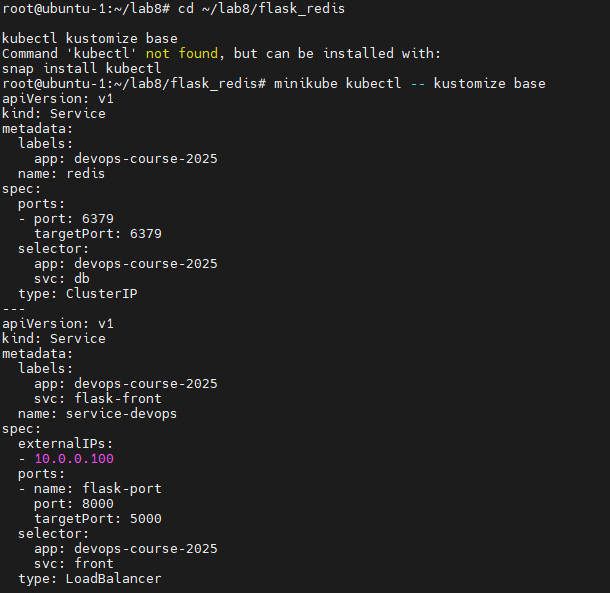 root@ubuntu-1:~/lab8# cd ~/lab8/flask_redis
kubectl kustomize base
Command 'kubectl' not found, but can be installed with:
snap install kubectl
root@ubuntu-1:~/lab8/flask_redis# minikube kubectl -- kustomize base
apiVersion: v1
kind: Service
metadata:
  labels:
    app: devops-course-2025
  name: redis
spec:
  ports:
  - port: 6379
    targetPort: 6379
  selector:
    app: devops-course-2025
    svc: db
  type: ClusterIP
---
apiVersion: v1
kind: Service
metadata:
  labels:
    app: devops-course-2025
    svc: flask-front
  name: service-devops
spec:
  externalIPs:
  - 10.0.0.100
  ports:
  - name: flask-port
    port: 8000
    targetPort: 5000
  selector:
    app: devops-course-2025
    svc: front
  type: LoadBalancer